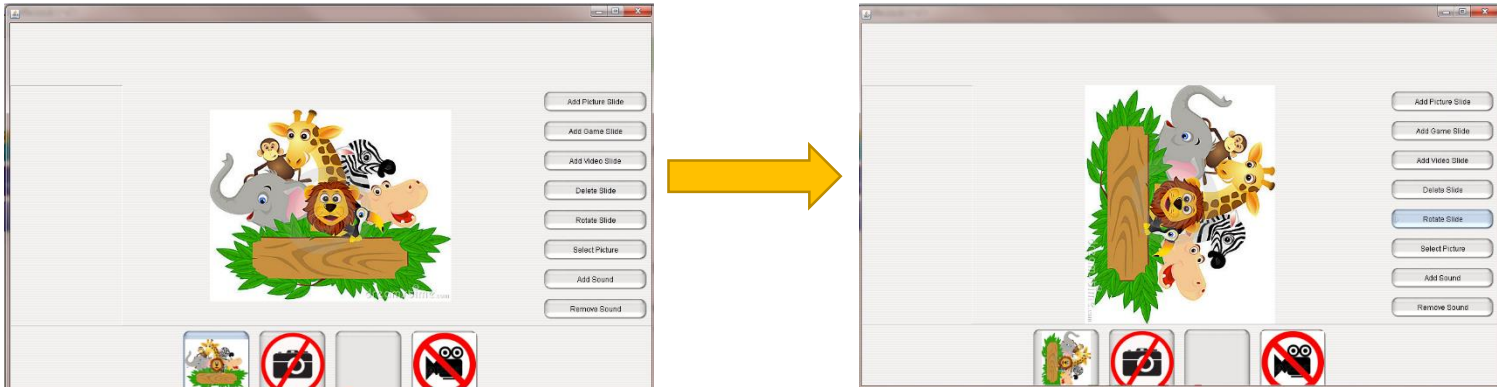 Add Picture Slide
Add Game Slide
Add Video Slide
Delete Slide
Rotate Slide
Select Picture
Add Sound
Remove Sound
Add Picture Slide
Add Game Slide
Add Video Slide
Delete Slide
Rotate Slide
Select Picture
Add Sound
Remove Sound